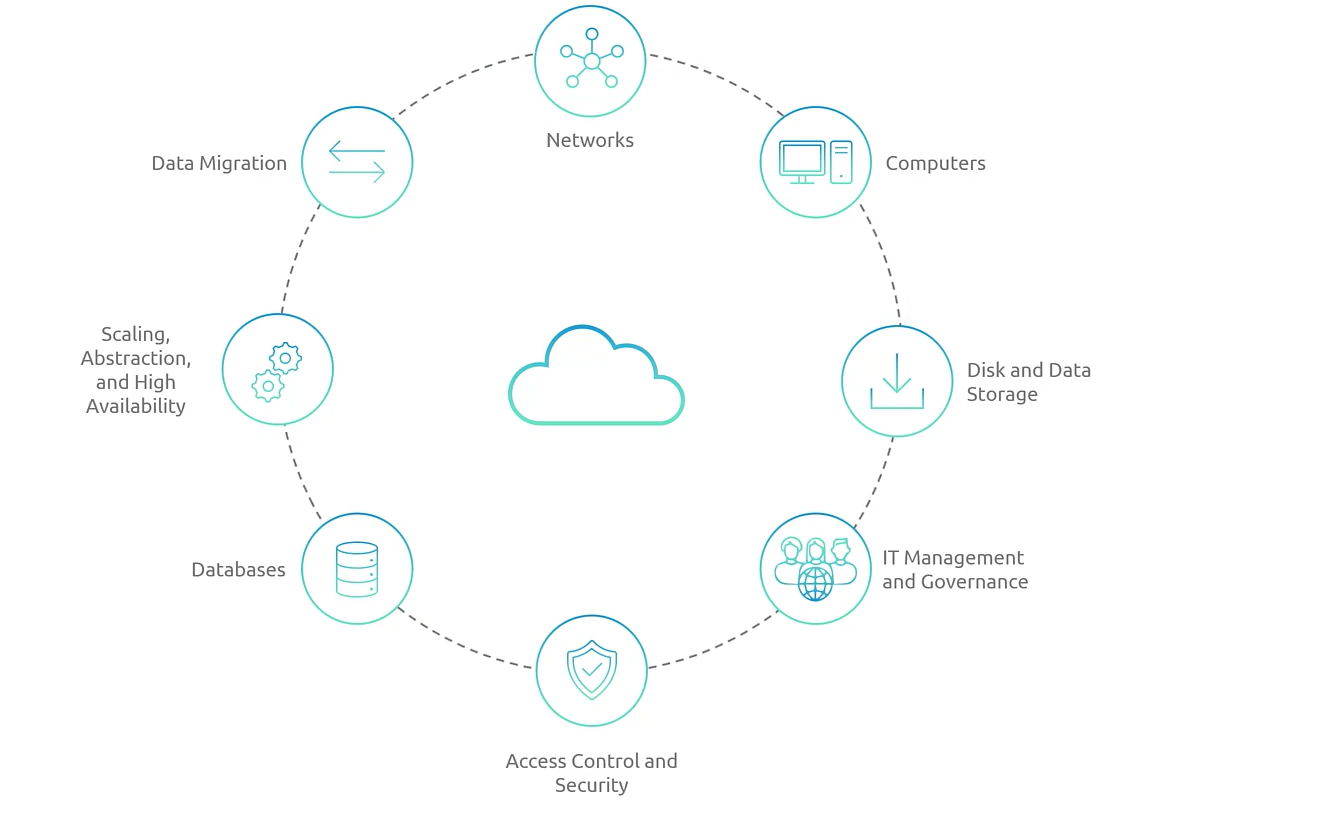 Networks
Data Migration
Computers
Scaling,
Abstraction,
and High
Availability
Disk and Data
Storage
Databases
IT Management
and Governance
Access Control and
Security